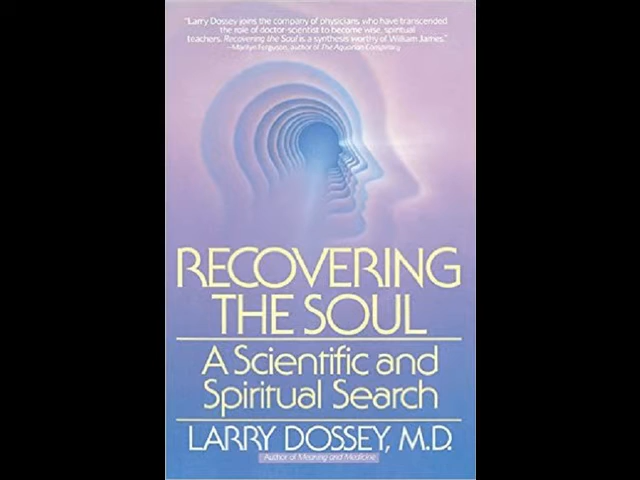 "Larry Dossey joins the company of physicians who have transcended
the role of doctor-scientist to become wise, spiritual
teachers. Recovering the Soul is a synthesis worthy of William James."
—Marilyn Ferguson, author of The Aquarian Conspiracy
RECOVERING
THE SOUL
A Scientific and
Spiritual Search
LARRY DOSSEY, M.D.
Author of Meaning and Medicine